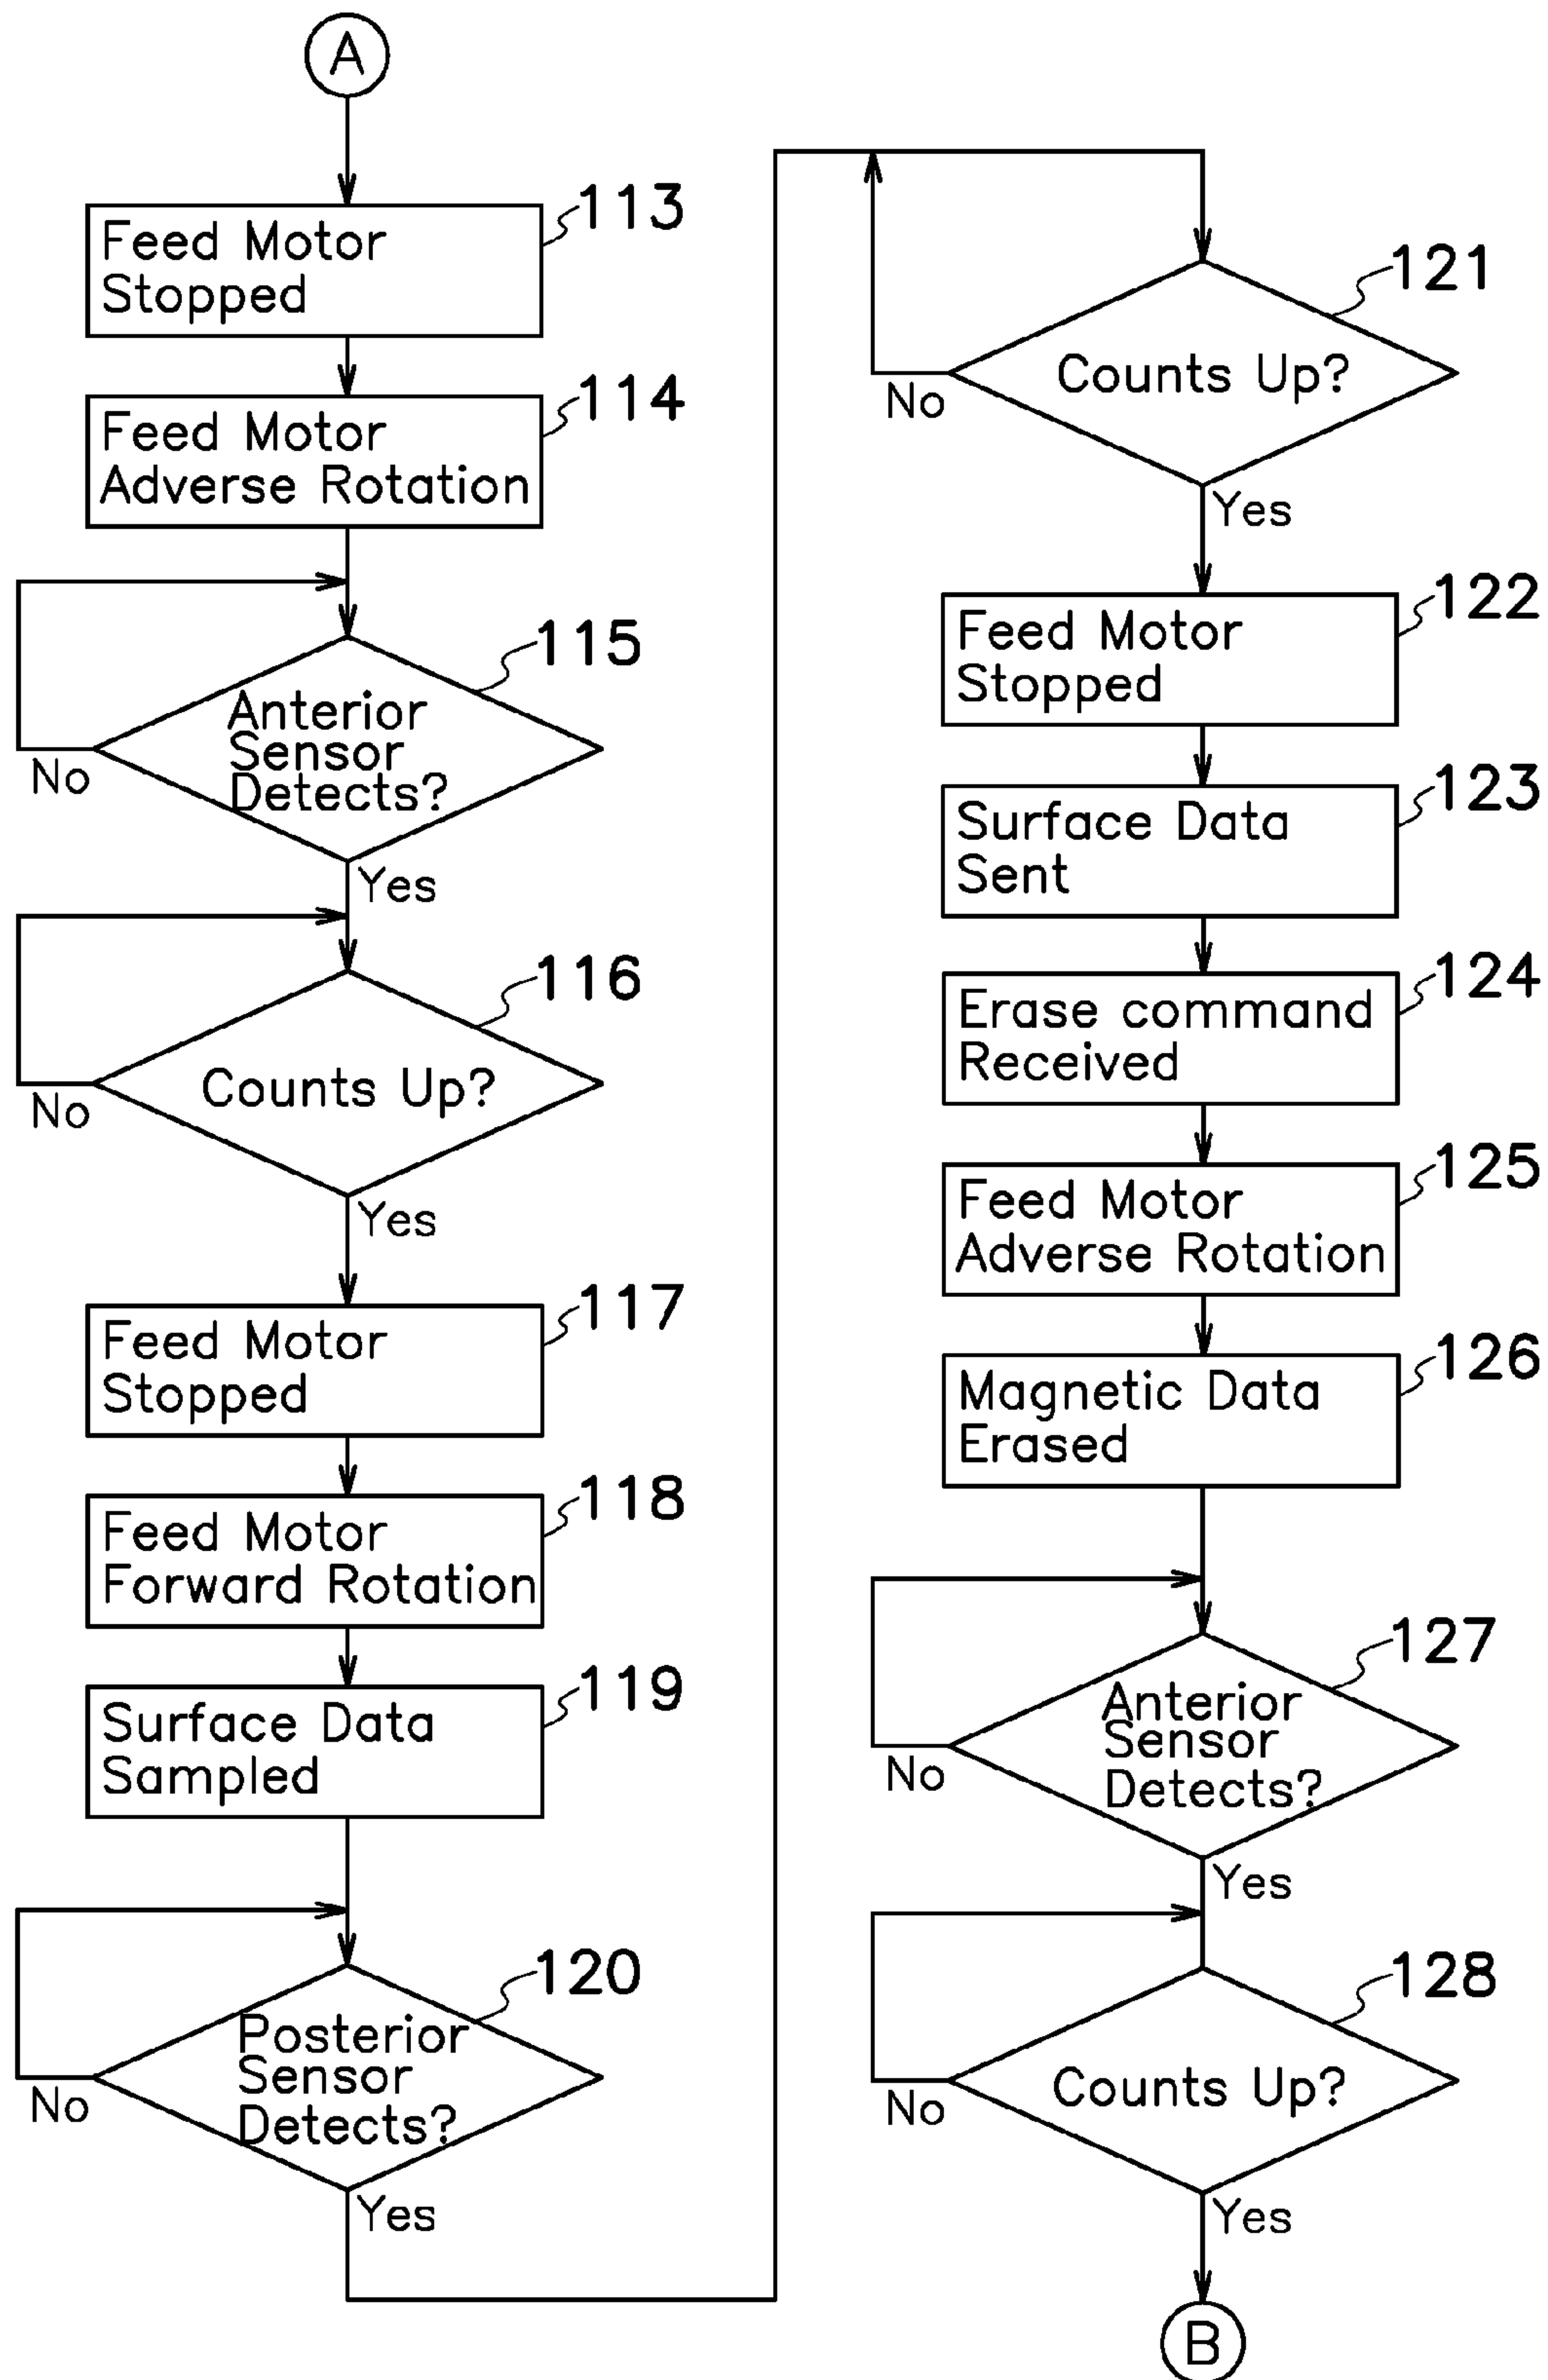 A
113
Feed Motor
Stopped
114
Feed Motor
Adverse Rotation
115
Anterior
Sensor
Detects?
No
Yes
116
Counts Up?
No
Yes
117
Feed Motor
Stopped
118
Feed Motor
Forward Rotation
119
Surface Data
Sampled
120
Posterior
Sensor
Detects?
No
Yes
121
Counts Up?
No
Yes
122
Feed Motor
Stopped
123
Surface Data
Sent
124
Erase command
Received
125
Feed Motor
Adverse Rotation
126
Magnetic Data
Erased
127
Anterior
Sensor
Detects?
No
Yes
128
Counts Up?
No
Yes
B